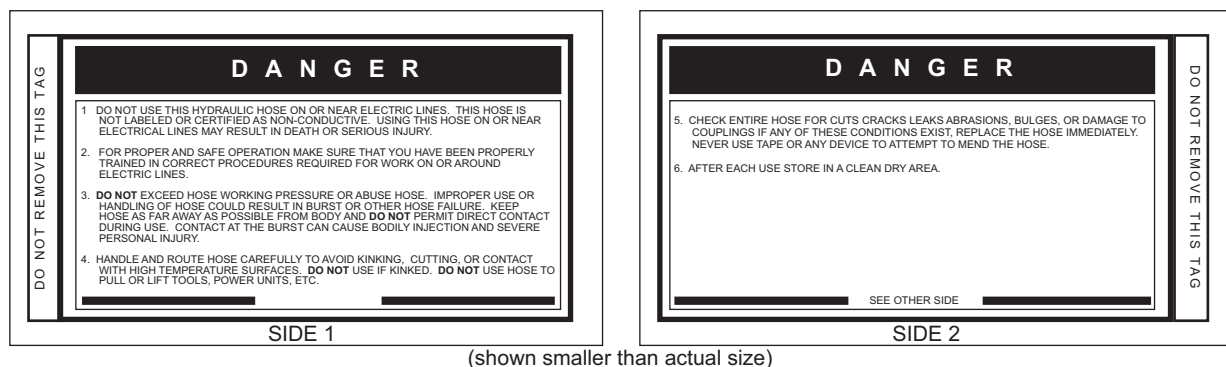 DO NOT REMOVE THIS TAG
D A N G E R
1 DO NOT USE THIS HYDRAULIC HOSE ON OR NEAR ELECTRIC LINES. THIS HOSE IS
NOT LABELED OR CERTIFIED AS NON-CONDUCTIVE. USING THIS HOSE ON OR NEAR
ELECTRICAL LINES MAY RESULT IN DEATH OR SERIOUS INJURY.
2. FOR PROPER AND SAFE OPERATION MAKE SURE THAT YOU HAVE BEEN PROPERLY
TRAINED IN CORRECT PROCEDURES REQUIRED FOR WORK ON OR AROUND
ELECTRIC LINES.
3. DO NOT EXCEED HOSE WORKING PRESSURE OR ABUSE HOSE. IMPROPER USE OR
HANDLING OF HOSE COULD RESULT IN BURST OR OTHER HOSE FAILURE. KEEP
HOSE AS FAR AWAY AS POSSIBLE FROM BODY AND DO NOT PERMIT DIRECT CONTACT
DURING USE. CONTACT AT THE BURST CAN CAUSE BODILY INJECTION AND SEVERE
PERSONAL INJURY.
4. HANDLE AND ROUTE HOSE CAREFULLY TO AVOID KINKING, CUTTING, OR CONTACT
WITH HIGH TEMPERATURE SURFACES. DO NOT USE IF KINKED. DO NOT USE HOSE TO
PULL OR LIFT TOOLS, POWER UNITS, ETC.
SIDE 1
D A N G E R
5. CHECK ENTIRE HOSE FOR CUTS CRACKS LEAKS ABRASIONS, BULGES, OR DAMAGE TO
COUPLINGS IF ANY OF THESE CONDITIONS EXIST, REPLACE THE HOSE IMMEDIATELY.
NEVER USE TAPE OR ANY DEVICE TO ATTEMPT TO MEND THE HOSE.
6. AFTER EACH USE STORE IN A CLEAN DRY AREA.
SEE OTHER SIDE
DO NOT REMOVE THIS TAG
SIDE 2
(shown smaller than actual size)